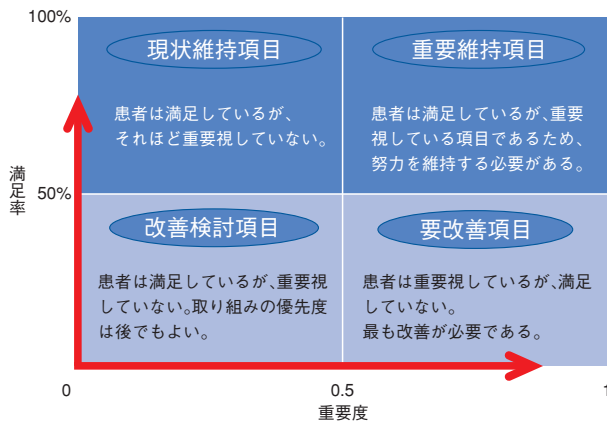 100%
現状維持項目
重要維持項目
患者は満足しているが、
それほど重要視していない。
患者は満足しているが、重要
視している項目であるため、
努力を維持する必要がある。
満足率
50%
改善検討項目
要改善項目
患者は満足しているが、重要視
していない。取り組みの優先度
は後でもよい。
患者は重要視しているが、満足
していない。
最も改善が必要である。
0
0.5
1
重要度